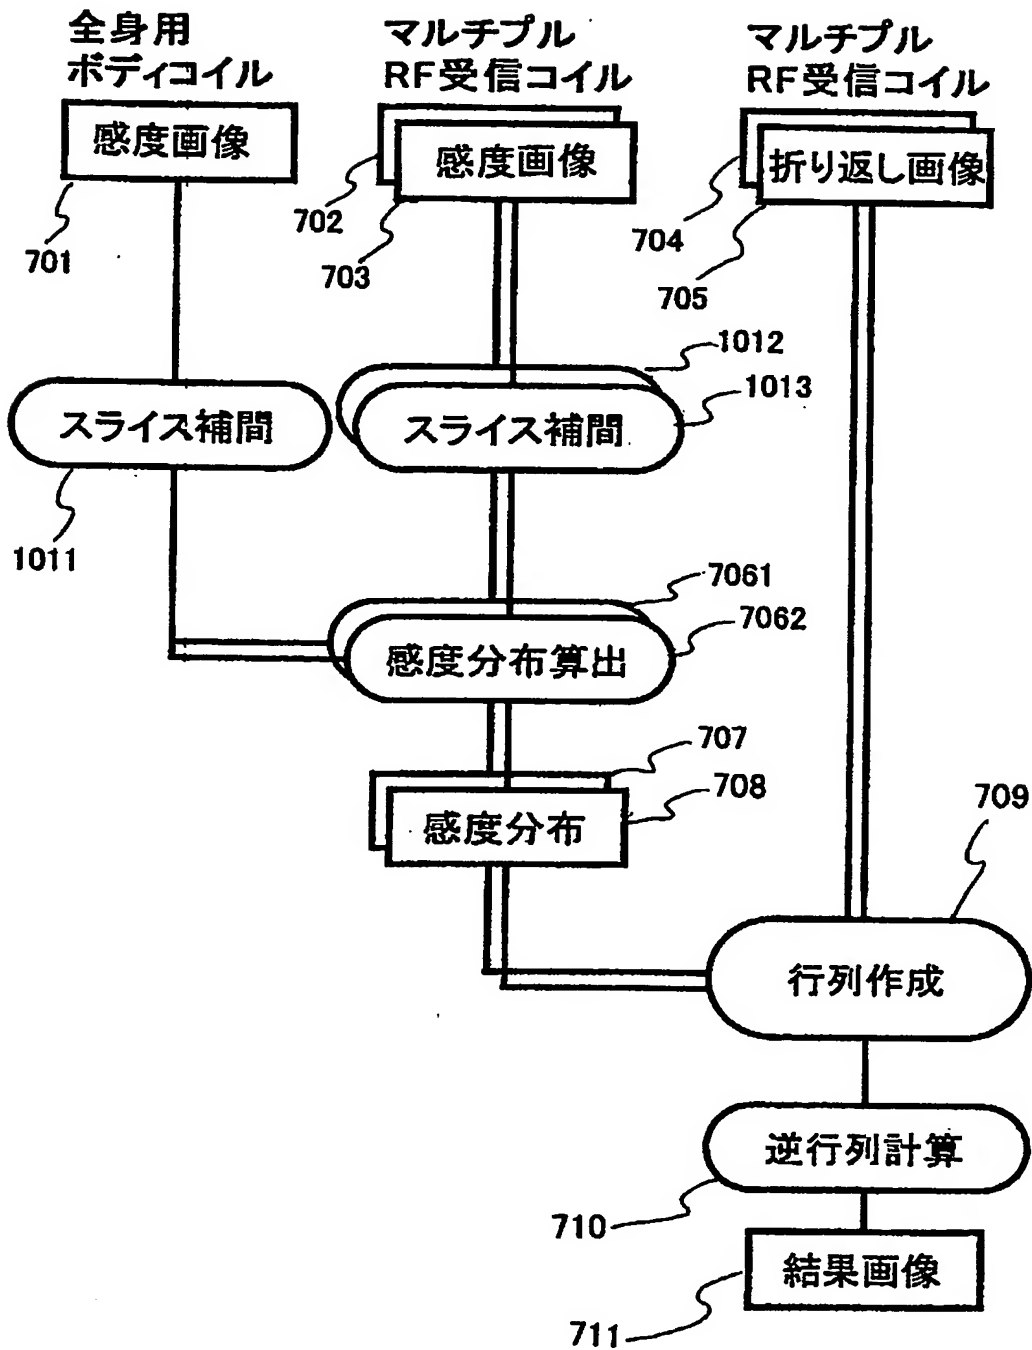 全身用
ボディコイル
マルチプル
RF受信コイル
マルチプル
RF受信コイル
感度画像
感度画像
折り返し画像
701
702
703
704
705
1012
1013
スライス補間
スライス補間
1011
7061
7062
感度分布算出
707
708
感度分布
709
行列作成
逆行列計算
710
結果画像
711